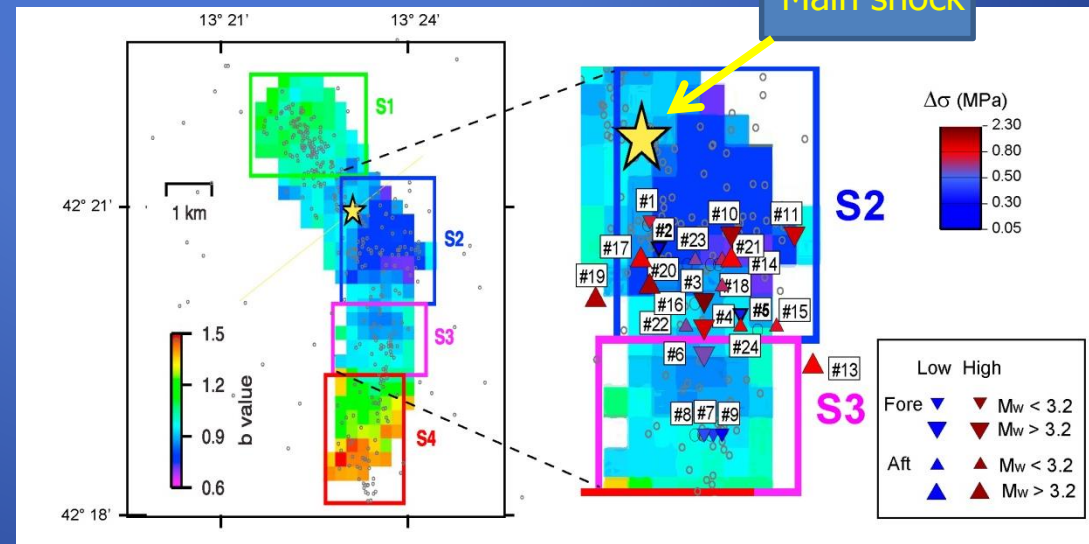 Main shock
13° 21'
13° 24'
42° 21'
42° 18'
1 km
S1
S2
S3
S4
1.5
1.2
0.9
0.6
b value
#1
#10
#11
#2
#23
#17
#21
#20
#14
#19
#3
#18
#16
#5
#15
#22
#4
#6
#24
#13
#8
#7
#9
S2
S3
Δσ (MPa)
2.30
0.80
0.50
0.30
0.05
Low High
Fore
Mw < 3.2
Mw > 3.2
Aft
Mw < 3.2
Mw > 3.2